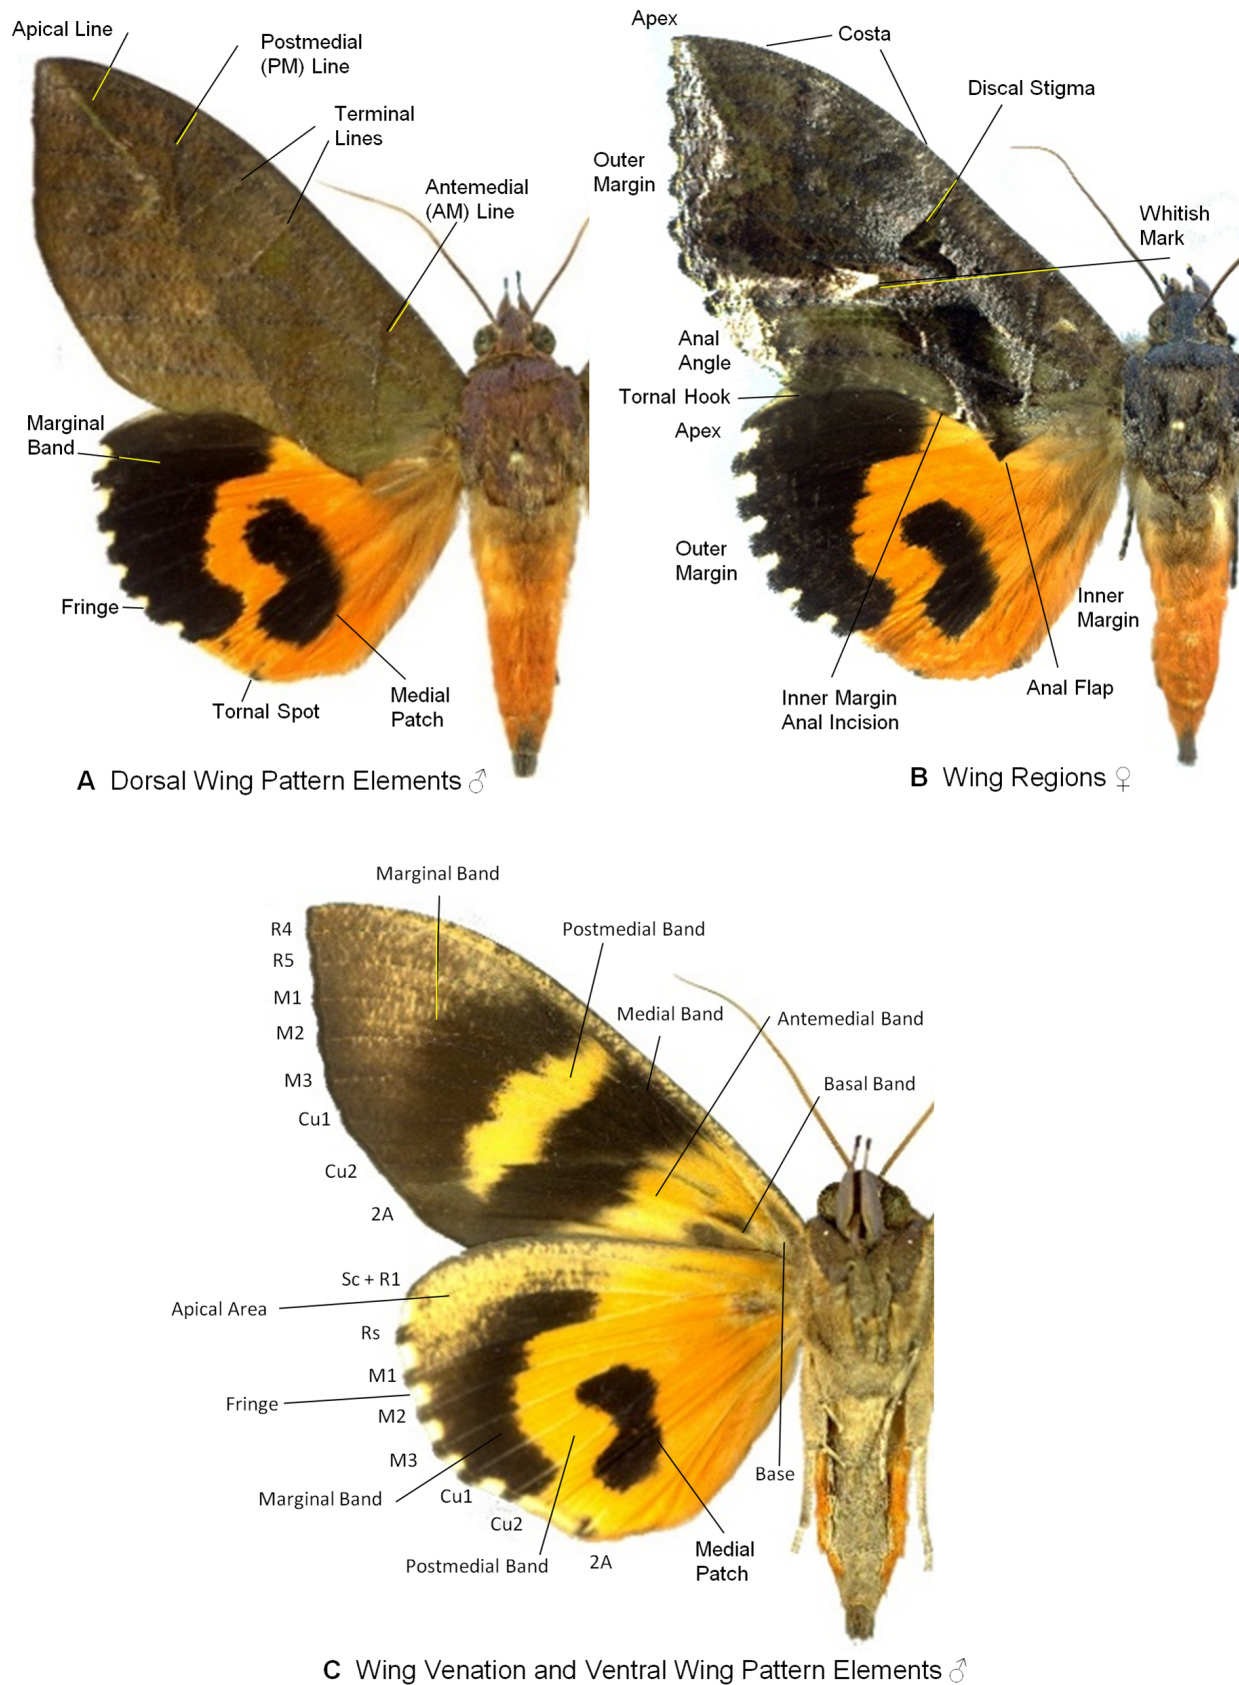 Apical Line
Postmedial
(PM) Line
Terminal
Lines
Antemedial
(AM) Line
Marginal
Band
Fringe
Tornal Spot
Medial
Patch
A Dorsal Wing Pattern Elements ♂
Apex
Costa
Discal Stigma
Outer
Margin
Whitish
Mark
Anal
Angle
Tornal Hook
Apex
Outer
Margin
Inner
Margin
Inner Margin
Anal Incision
Anal Flap
B Wing Regions ♀
Marginal Band
R4
Postmedial Band
R5
M1
Medial Band
Antemedial Band
M2
M3
Basal Band
Cu1
Cu2
2A
Sc + R1
Apical Area
Rs
M1
Fringe
M2
M3
Base
Marginal Band
Cu1
Cu2
Postmedial Band
2A
Medial
Patch
C Wing Venation and Ventral Wing Pattern Elements ♂